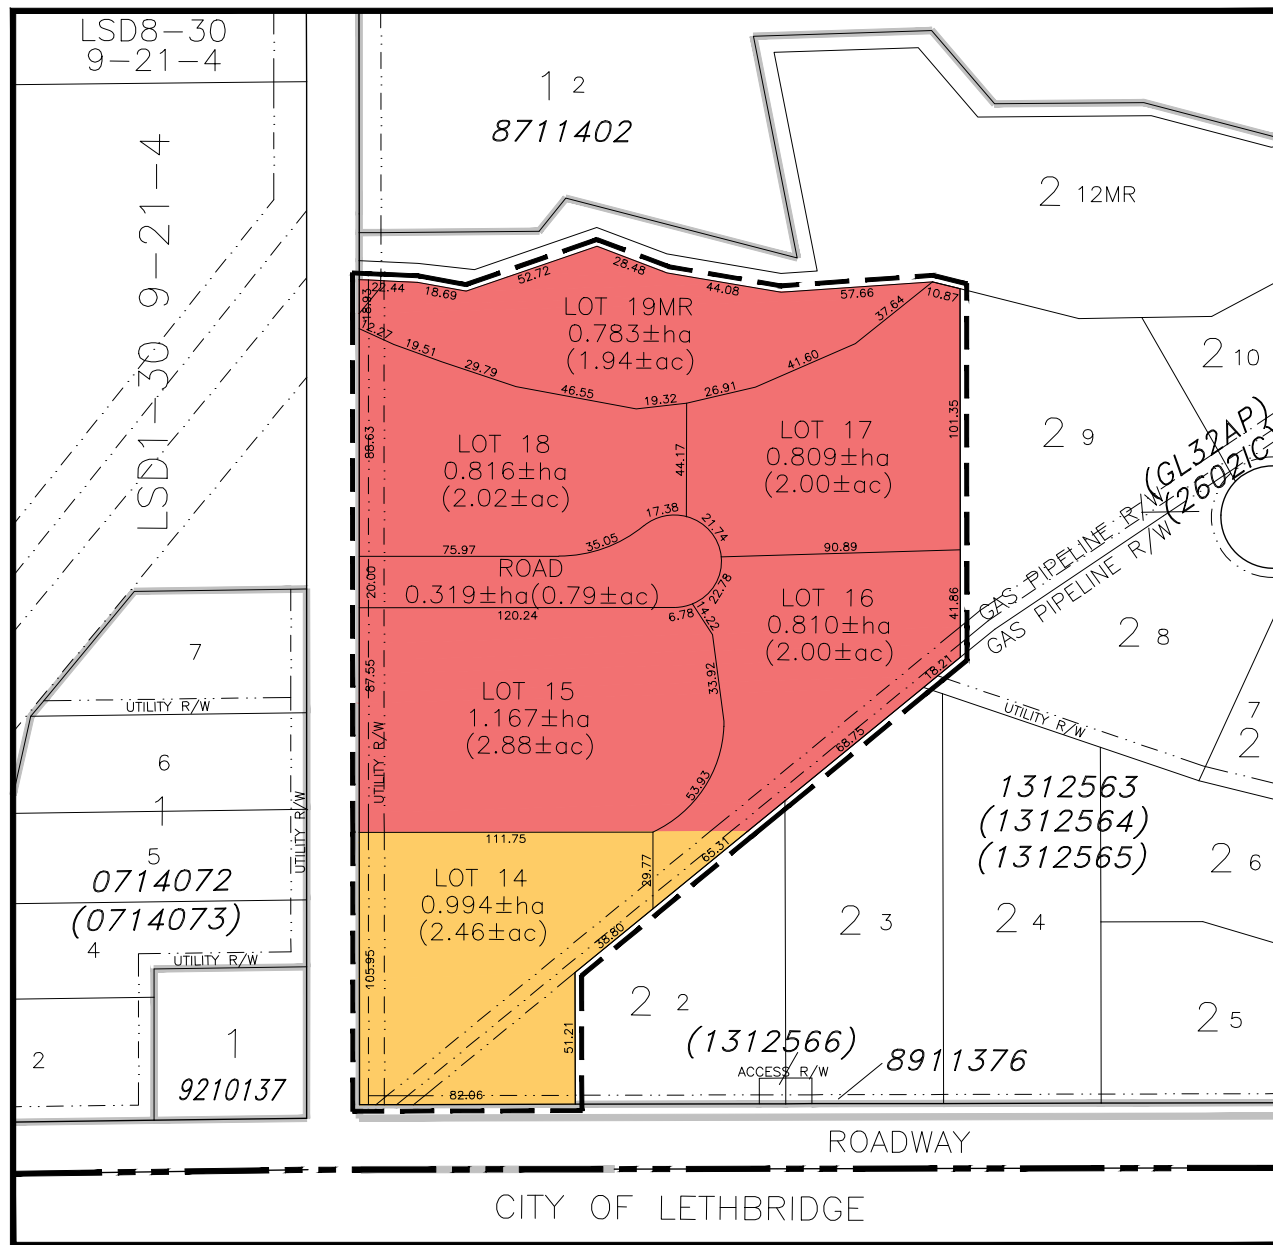 LSD8-30
9-21-4
LSD1-30 9-21-4
1 2
8711402
2 12MR
22.44
18.69
52.72
28.48
44.08
57.66
10.87
18.93
12.27
19.51
29.79
46.55
19.32
26.91
41.60
37.64
LOT 19MR
0.783±ha
(1.94±ac)
2 10
2 9
(GL32AP)
(2602IC
GAS PIPELINE R/W
GAS PIPELINE R/W
LOT 18
0.816±ha
(2.02±ac)
88.63
44.17
LOT 17
0.809±ha
(2.00±ac)
101.35
17.38
21.74
75.97
35.05
90.89
ROAD
0.319±ha(0.79±ac)
20.00
120.24
6.78
14.22
22.78
LOT 16
0.810±ha
(2.00±ac)
41.86
18.21
2 8
7
2
7
UTILITY R/W
6
1
5
0714072
(0714073)
4
UTILITY R/W
UTILITY R/W
2
1
9210137
87.55
UTILITY R/W
LOT 15
1.167±ha
(2.88±ac)
33.92
53.93
68.75
UTILITY R/W
1312563
(1312564)
(1312565)
111.75
65.31
29.77
LOT 14
0.994±ha
(2.46±ac)
38.80
105.95
51.21
82.06
2 3
2 4
2 6
2 5
2 2
(1312566)
ACCESS R/W
8911376
ROADWAY
CITY OF LETHBRIDGE